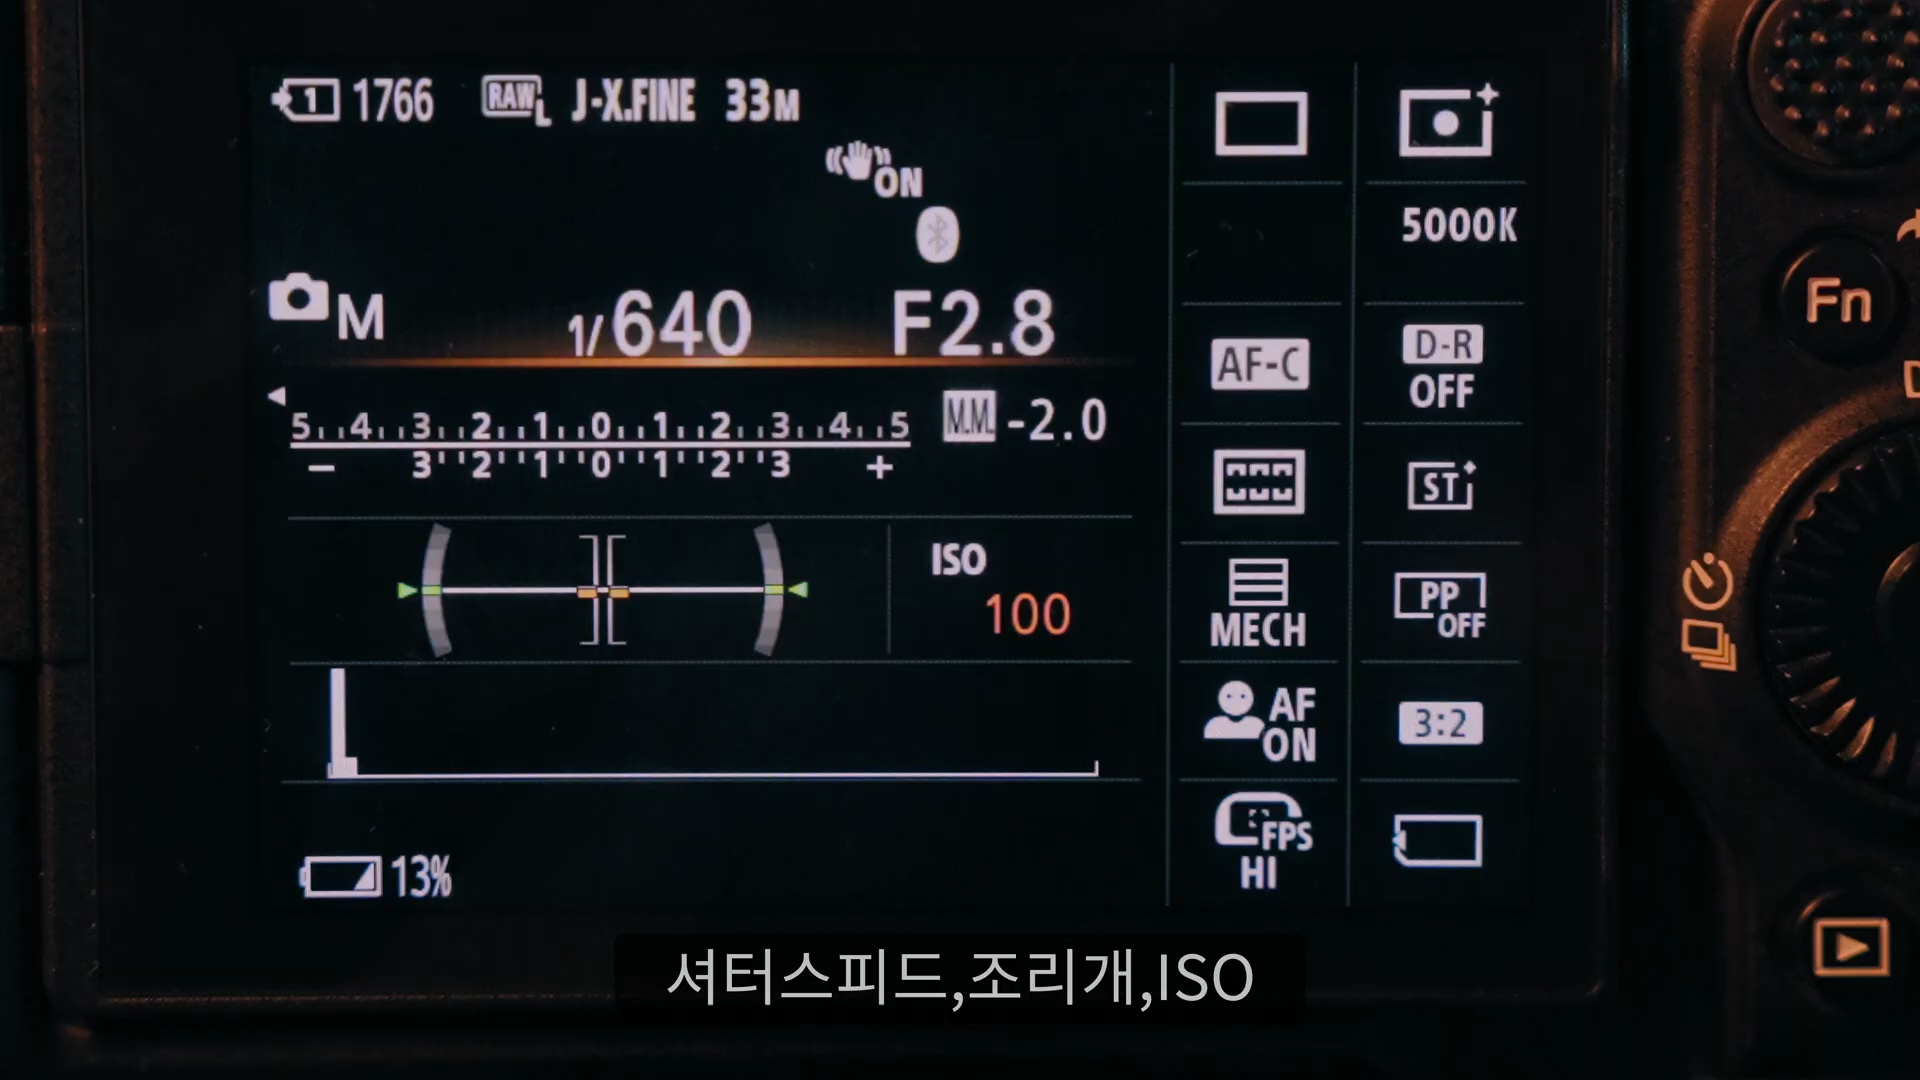 1 1766 RAW L J-X.FINE 33M
ON
M 1/640 F2.8
5 4 3 2 1 0 1 2 3 4 5
M.M. -2.0
- 3 2 1 0 1 2 3 +
ISO
100
13%
5000K
AF-C
D-R
OFF
ST
MECH
PP
OFF
AF
ON
3:2
FPS
HI
Fn
셔터스피드,조리개,ISO